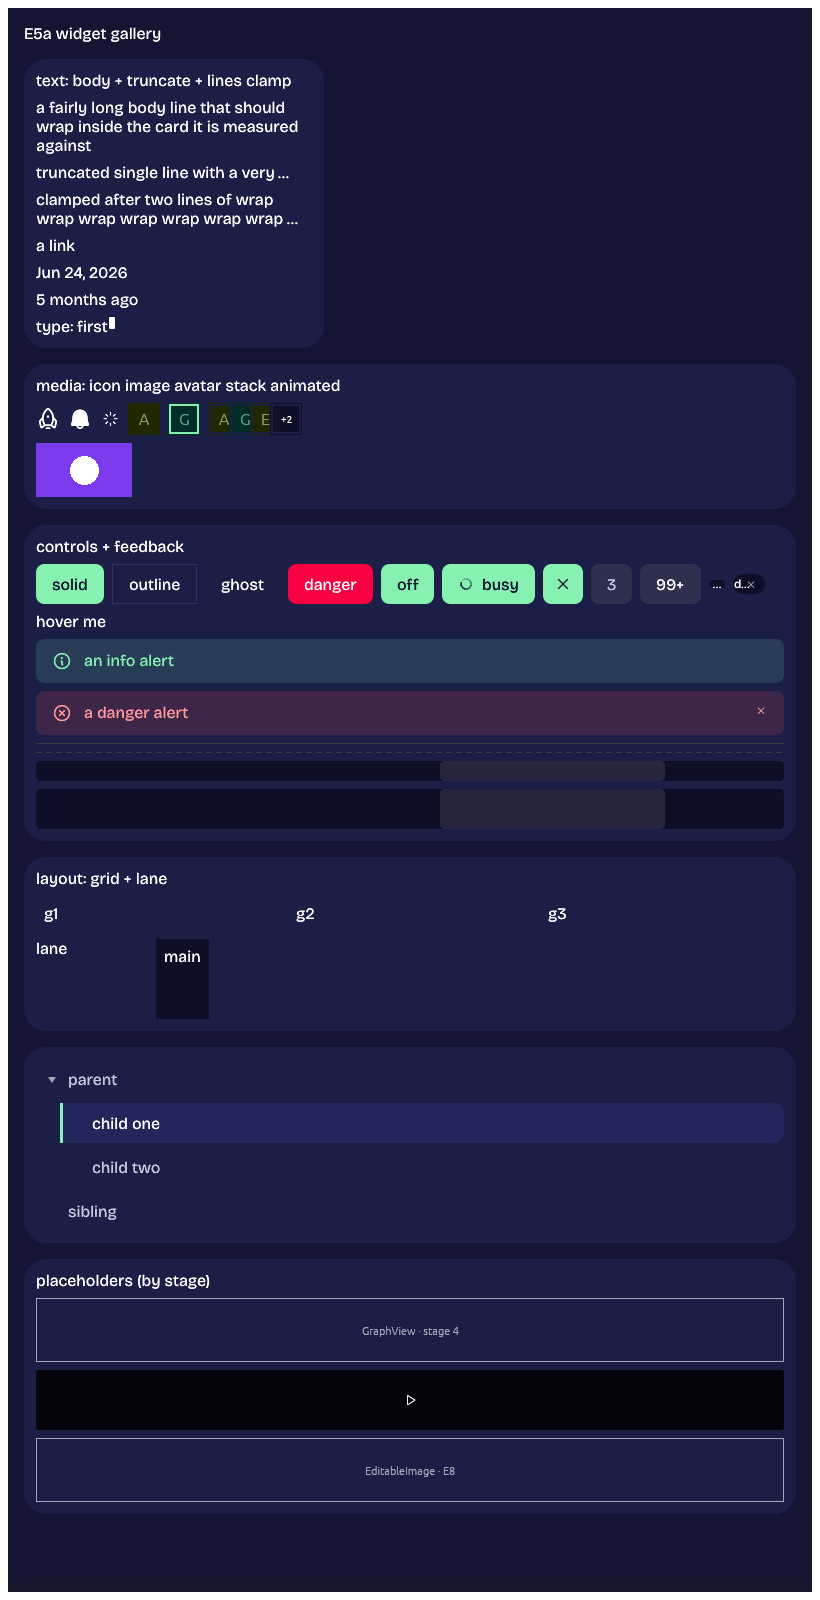 E5a widget gallery
text: body + truncate + lines clamp
a fairly long body line that should
wrap inside the card it is measured
against
truncated single line with a very ...
clamped after two lines of wrap
wrap wrap wrap wrap wrap wrap ...
a link
Jun 24, 2026
5 months ago
type: first
media: icon image avatar stack animated
A G A G E +2
controls + feedback
solid outline ghost danger off busy 3 99+ ... d...
hover me
an info alert
a danger alert
layout: grid + lane
g1 g2 g3
lane main
parent
child one
child two
sibling
placeholders (by stage)
GraphView · stage 4
EditableImage · E8